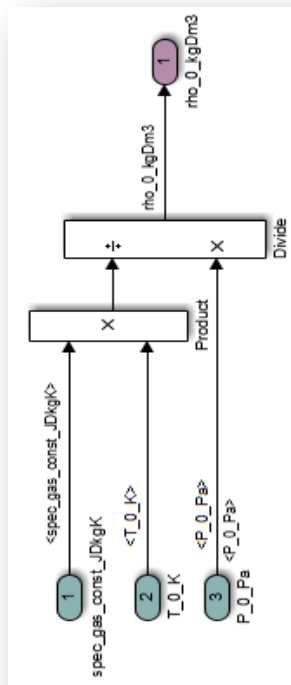 <spec_gas_const_JDkgK>
1
spec_gas_const_JDkgK
<T_0_K>
2
T_0_K
<P_0_Pa>
<P_0_Pa>
3
P_0_Pa
×
Product
÷
×
Divide
rho_0_kgDm3
1
rho_0_kgDm3